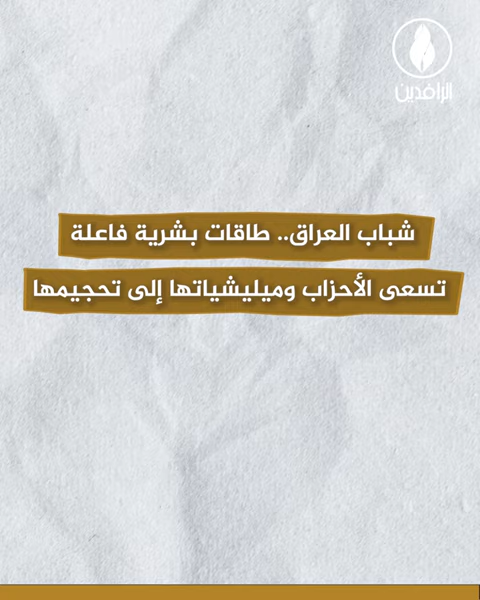 الرافدين
شباب العراق.. طاقات بشرية فاعلة
تسعى الأحزاب وميليشياتها إلى تحجيمها